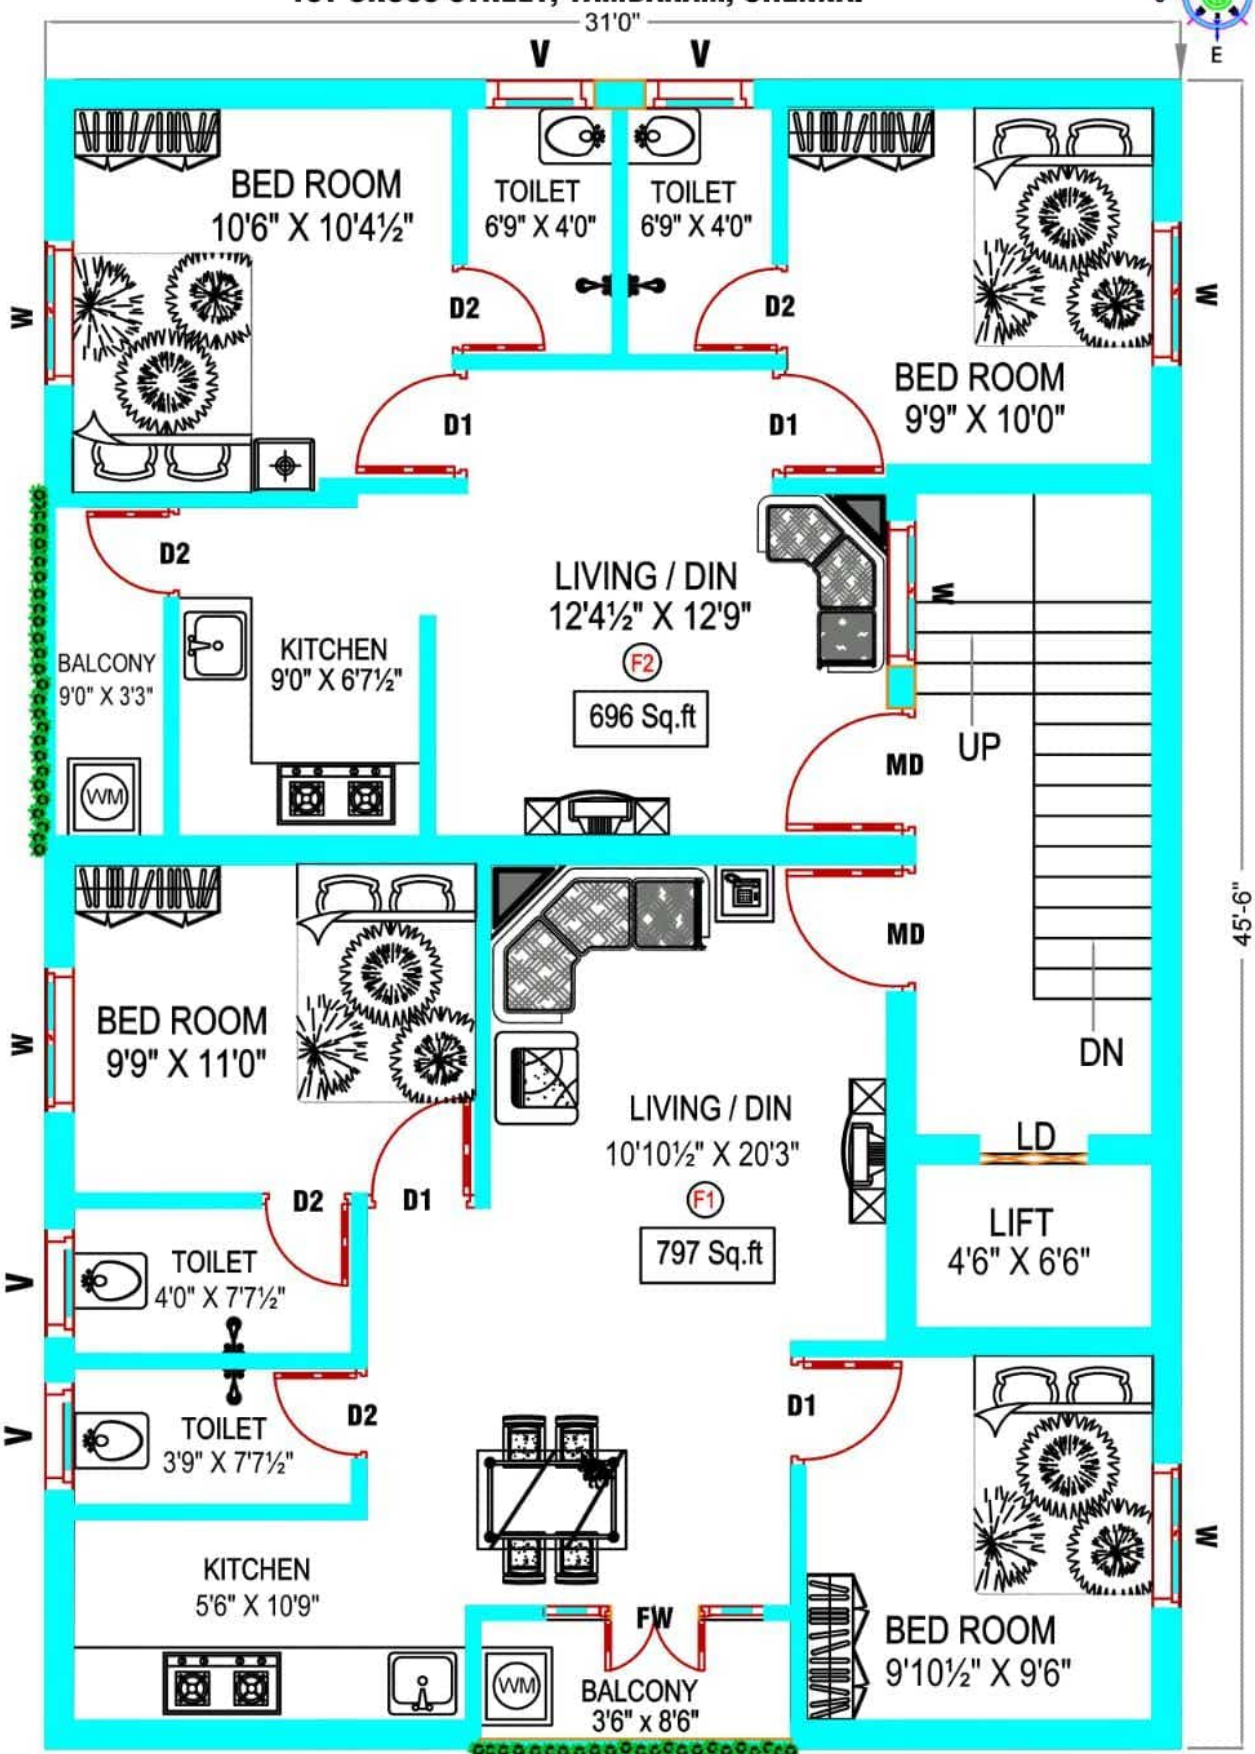 31'0"
E
V
V
BED ROOM
10'6" X 10'4½"
TOILET
6'9" X 4'0"
TOILET
6'9" X 4'0"
W
D2
D2
W
BED ROOM
9'9" X 10'0"
D1
D1
D2
LIVING / DIN
12'4½" X 12'9"
F2
696 Sq.ft
W
KITCHEN
9'0" X 6'7½"
BALCONY
9'0" X 3'3"
UP
MD
WM
MD
45'-6"
BED ROOM
9'9" X 11'0"
W
DN
LIVING / DIN
10'10½" X 20'3"
F1
797 Sq.ft
LD
D2
D1
LIFT
4'6" X 6'6"
TOILET
4'0" X 7'7½"
V
D2
D1
TOILET
3'9" X 7'7½"
V
W
KITCHEN
5'6" X 10'9"
FW
BED ROOM
9'10½" X 9'6"
WM
BALCONY
3'6" x 8'6"